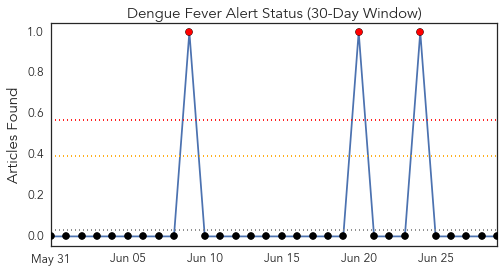 Dengue Fever Alert Status (30-Day Window)
Articles Found
1.0
0.8
0.6
0.4
0.2
0.0
May 31
Jun 05
Jun 10
Jun 15
Jun 20
Jun 25